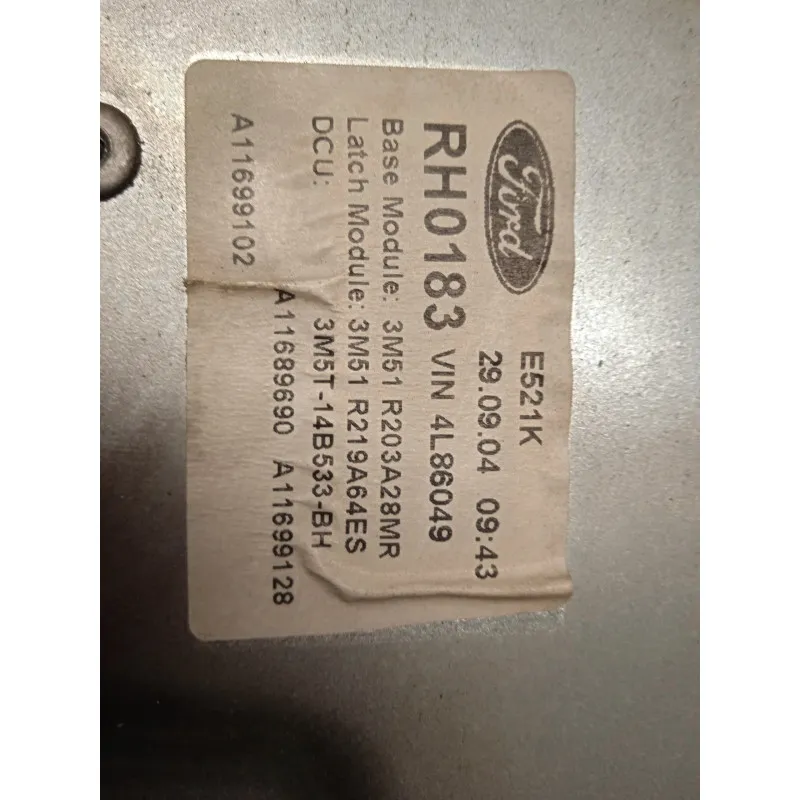 Ford
E521K
29.09.04 09:43
RH0183 VIN 4L86049
Base Module: 3M51 R203A28MR
Latch Module: 3M51 R219A64ES
DCU: 3M5T-14B533-BH
A11699102 A11689690 A11699128